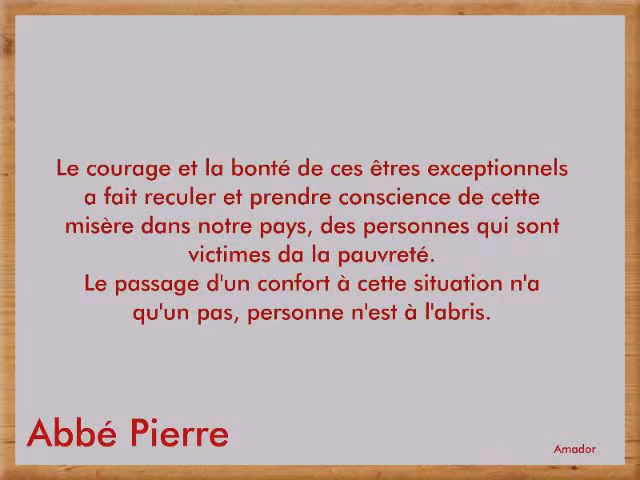 Le courage et la bonté de ces êtres exceptionnels
a fait reculer et prendre conscience de cette
misère dans notre pays, des personnes qui sont
victimes da la pauvreté.
Le passage d'un confort à cette situation n'a
qu'un pas, personne n'est à l'abris.
Abbé Pierre
Amador